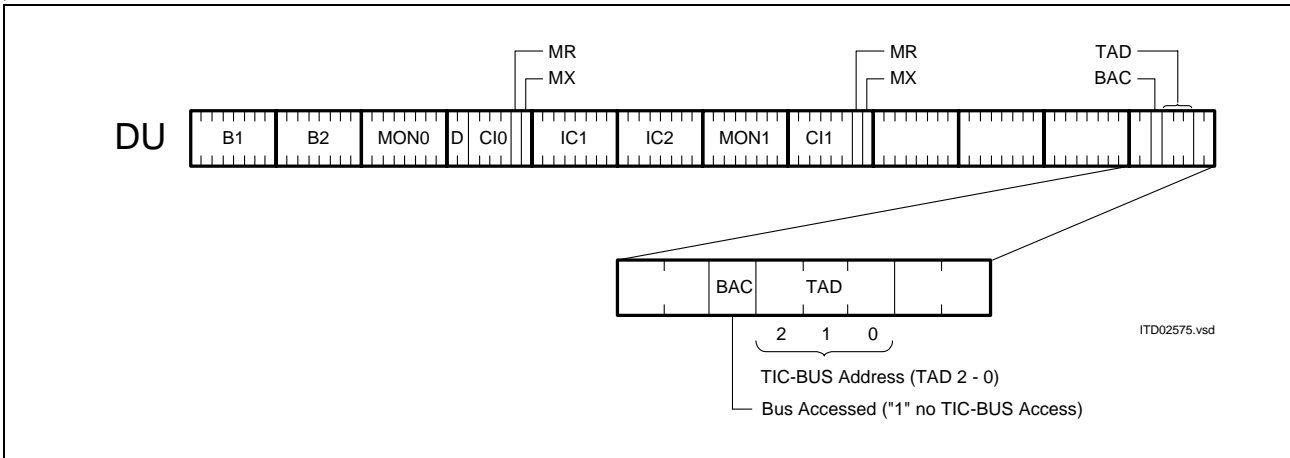 MR MR TAD
MX MX BAC
DU B1 B2 MON0 D CI0 IC1 IC2 MON1 CI1
BAC TAD
2 1 0
ITD02575.vsd
TIC-BUS Address (TAD 2 - 0)
Bus Accessed ("1" no TIC-BUS Access)